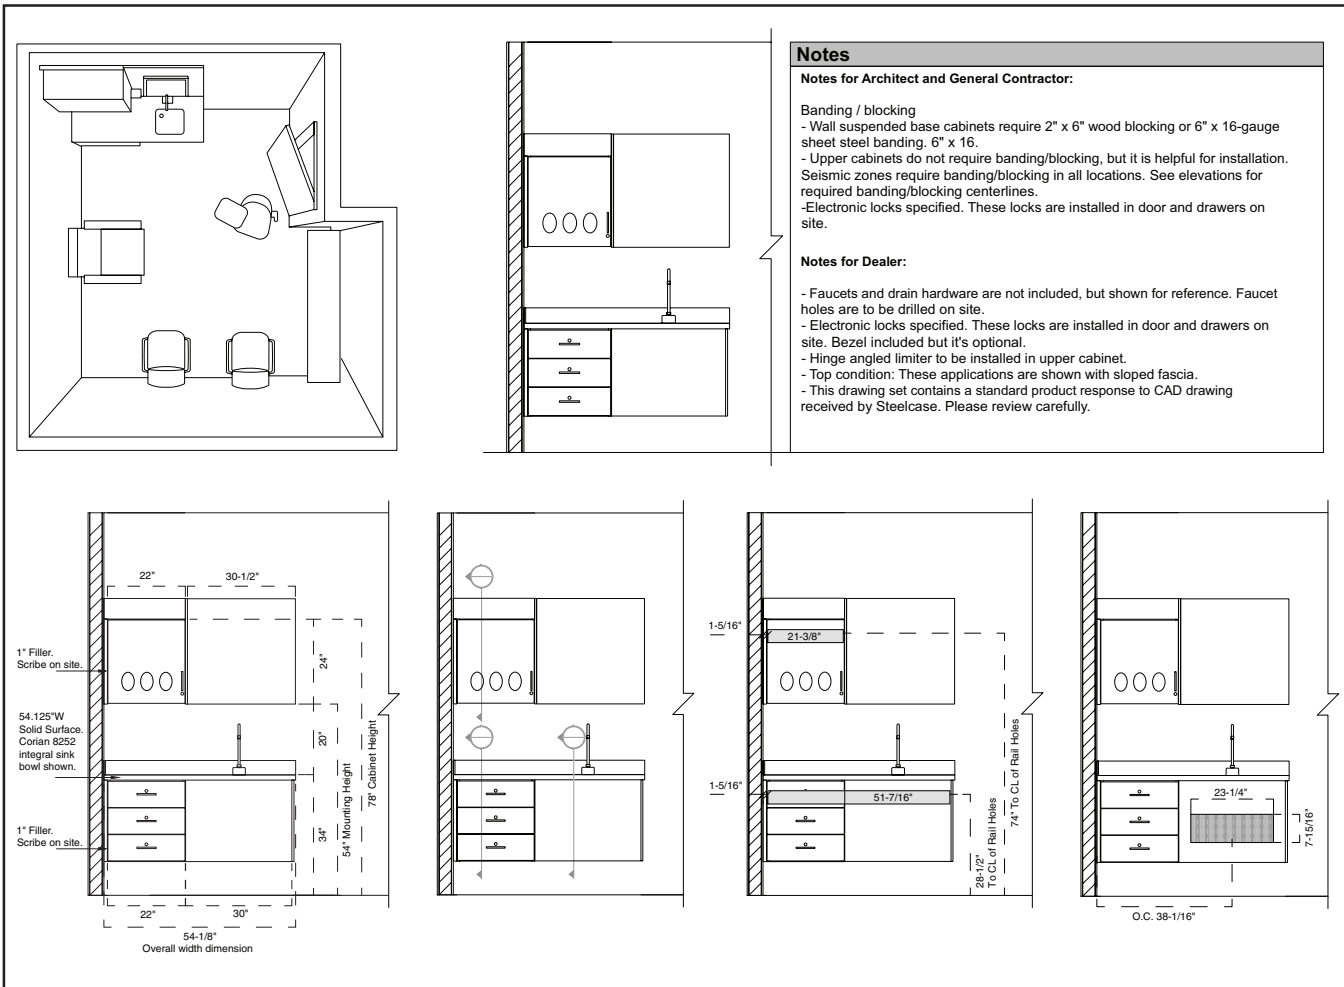 Notes
Notes for Architect and General Contractor:
Banding / blocking
- Wall suspended base cabinets require 2" x 6" wood blocking or 6" x 16-gauge
sheet steel banding. 6" x 16.
- Upper cabinets do not require banding/blocking, but it is helpful for installation.
Seismic zones require banding/blocking in all locations. See elevations for
required banding/blocking centerlines.
-Electronic locks specified. These locks are installed in door and drawers on
site.
Notes for Dealer:
- Faucets and drain hardware are not included, but shown for reference. Faucet
holes are to be drilled on site.
- Electronic locks specified. These locks are installed in door and drawers on
site. Bezel included but it's optional.
- Hinge angled limiter to be installed in upper cabinet.
- Top condition: These applications are shown with sloped fascia.
- This drawing set contains a standard product response to CAD drawing
received by Steelcase. Please review carefully.
22"
30-1/2"
1" Filler.
Scribe on site.
54.125"W
Solid Surface.
Corian 8252
integral sink
bowl shown.
1" Filler.
Scribe on site.
24"
20"
34"
54" Mounting Height
78" Cabinet Height
22"
30"
54-1/8"
Overall width dimension
1-5/16"
21-3/8"
1-5/16"
51-7/16"
28-1/2"
To CL of Rail Holes
74" To CL of Rail Holes
23-1/4"
7-15/16"
O.C. 38-1/16"